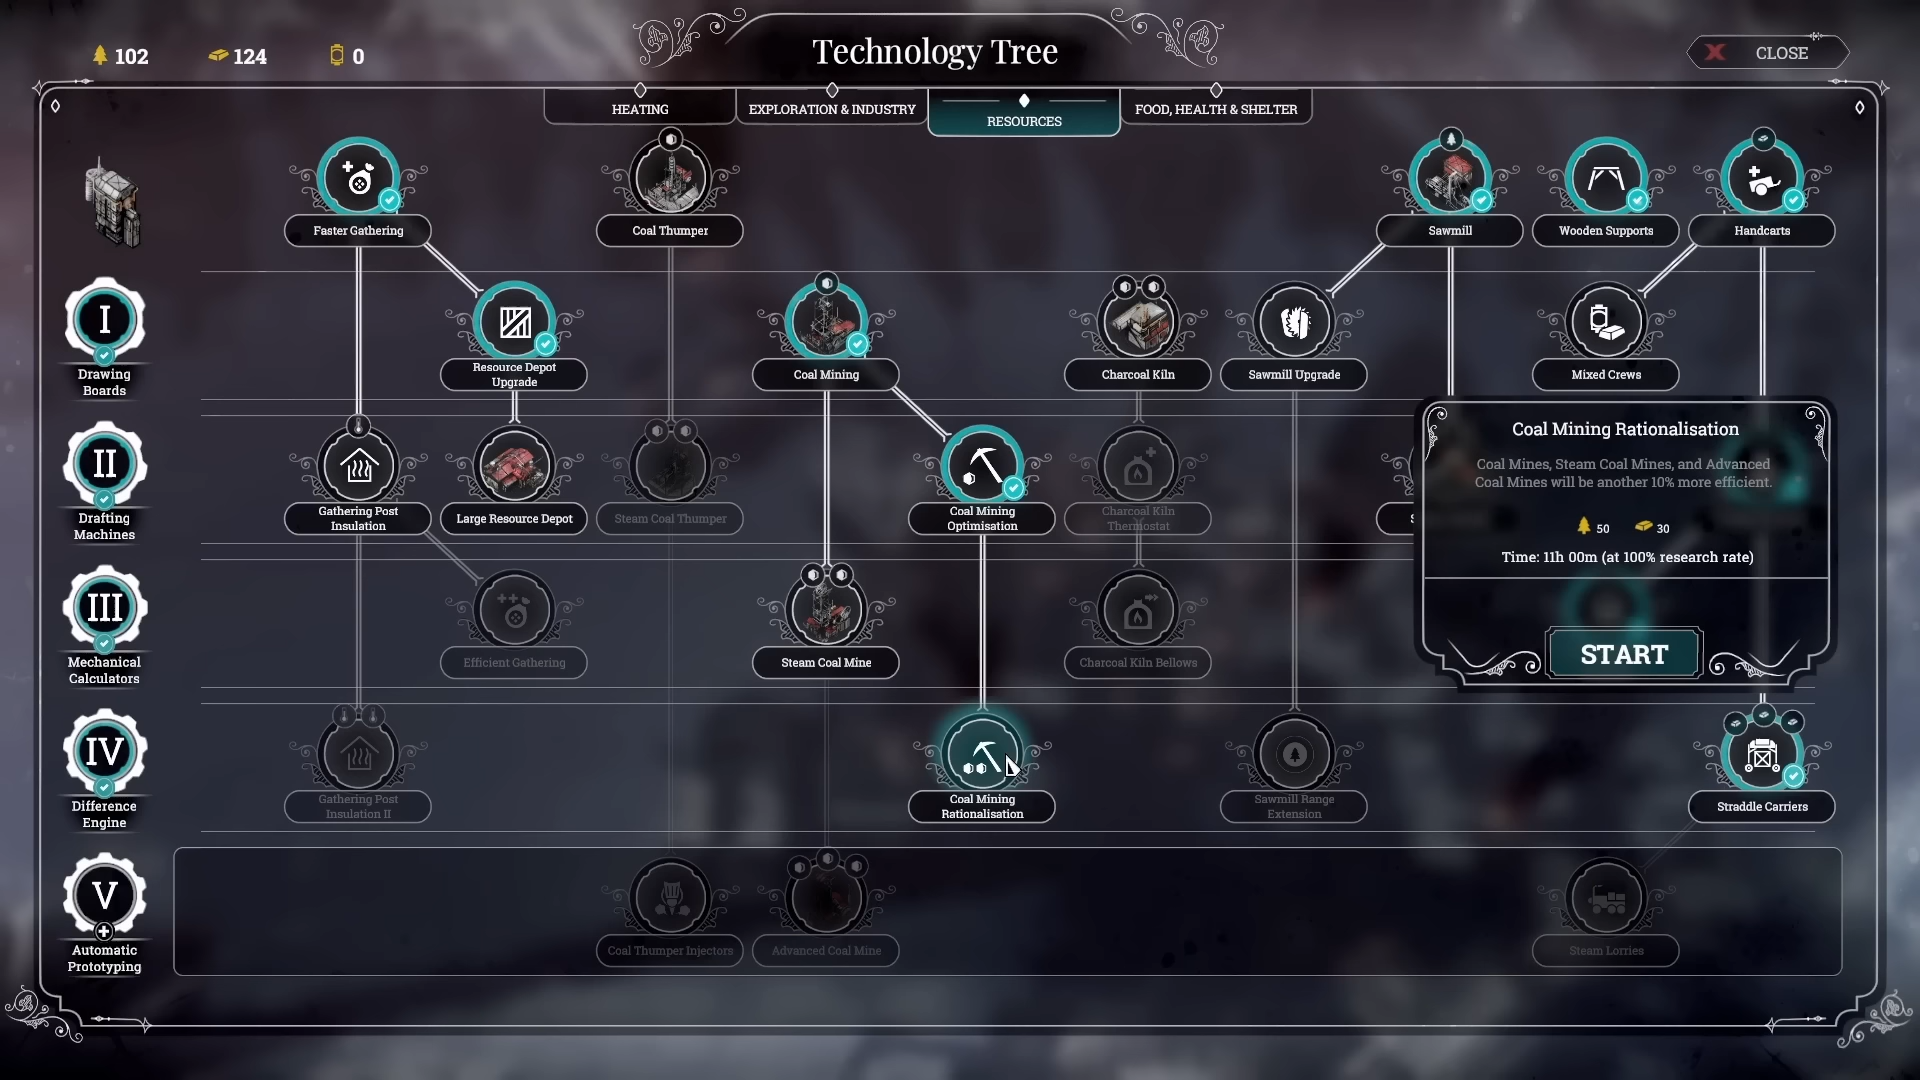 102
124
0
Technology Tree
CLOSE
HEATING
EXPLORATION & INDUSTRY
RESOURCES
FOOD, HEALTH & SHELTER
Faster Gathering
Coal Thumper
Sawmill
Wooden Supports
Handcarts
I
Drawing
Boards
Resource Depot
Upgrade
Coal Mining
Charcoal Kiln
Sawmill Upgrade
Mixed Crews
II
Drafting
Machines
Gathering Post
Insulation
Large Resource Depot
Steam Coal Thumper
Coal Mining
Optimisation
Charcoal Kiln
Thermostat
Coal Mining Rationalisation
Coal Mines, Steam Coal Mines, and Advanced
Coal Mines will be another 10% more efficient.
50
30
Time: 11h 00m (at 100% research rate)
START
III
Mechanical
Calculators
Efficient Gathering
Steam Coal Mine
Charcoal Kiln Bellows
IV
Difference
Engine
Gathering Post
Insulation II
Coal Mining
Rationalisation
Sawmill Range
Extension
Straddle Carriers
V
Automatic
Prototyping
Coal Thumper Injectors
Advanced Coal Mine
Steam Lorries